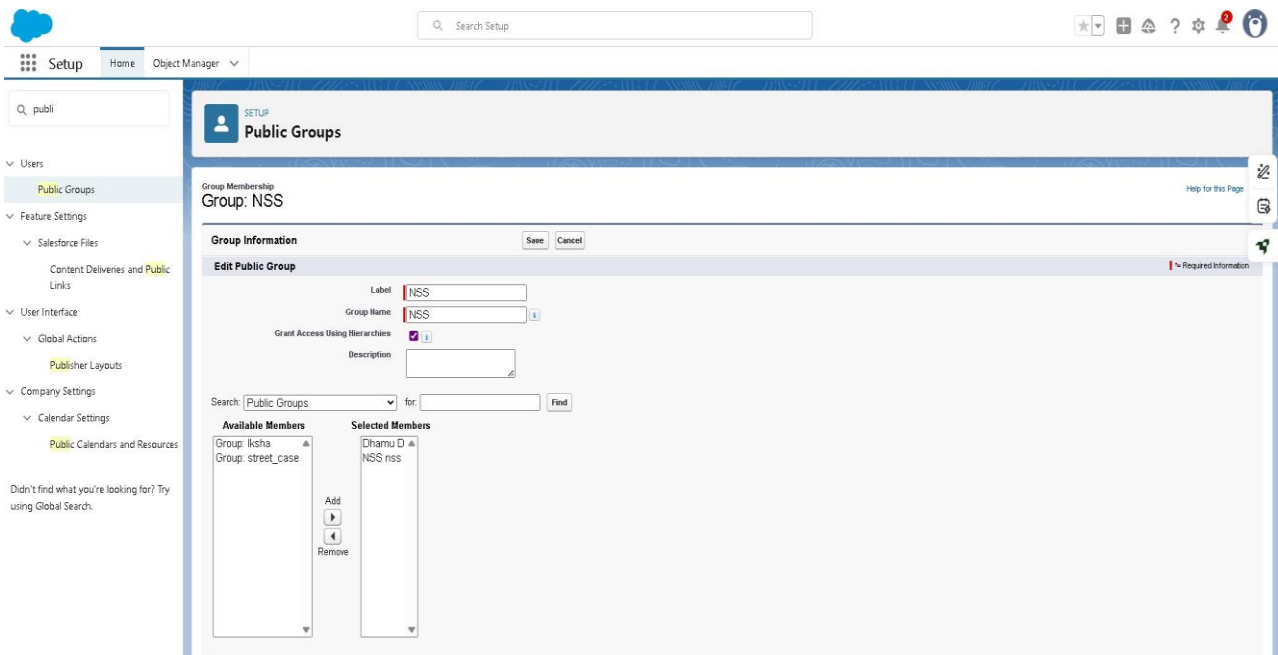 Search Setup
2
Setup
Home
Object Manager
publi
Users
Public Groups
Feature Settings
Salesforce Files
Content Deliveries and Public
Links
User Interface
Global Actions
Publisher Layouts
Company Settings
Calendar Settings
Public Calendars and Resources
Didn't find what you're looking for? Try
using Global Search.
SETUP
Public Groups
Group Membership
Group: NSS
Help for this Page
Group Information
Save
Cancel
Edit Public Group
= Required Information
Label
NSS
Group Name
NSS
i
Grant Access Using Hierarchies
i
Description
Search: Public Groups for: Find
Available Members
Selected Members
Group: Iksha
Group: street_case
Dhamu D
NSS nss
Add
Remove